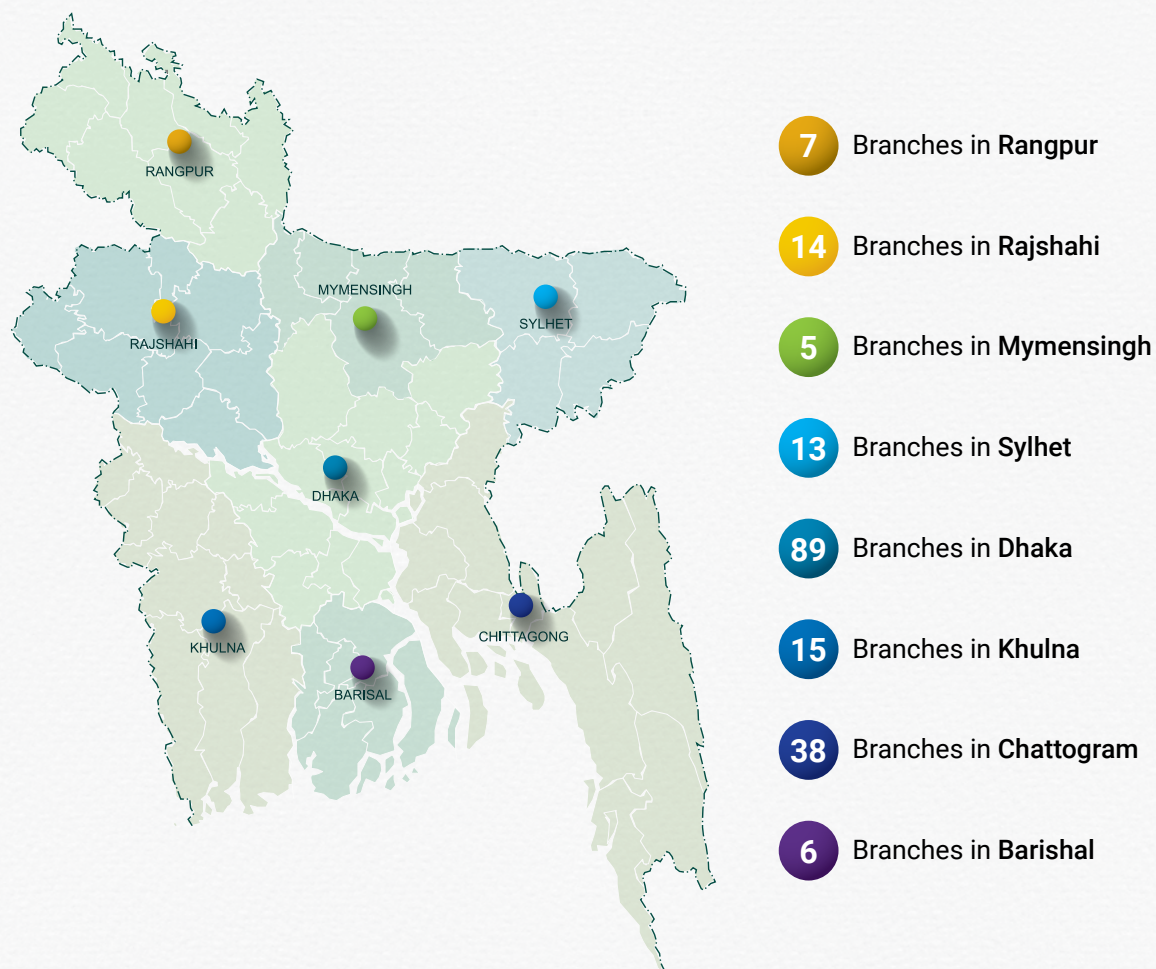 RANGPUR
MYMENSINGH
SYLHET
RAJSHAHI
DHAKA
CHITTAGONG
KHULNA
BARISAL
7 Branches in Rangpur
14 Branches in Rajshahi
5 Branches in Mymensingh
13 Branches in Sylhet
89 Branches in Dhaka
15 Branches in Khulna
38 Branches in Chattogram
6 Branches in Barishal